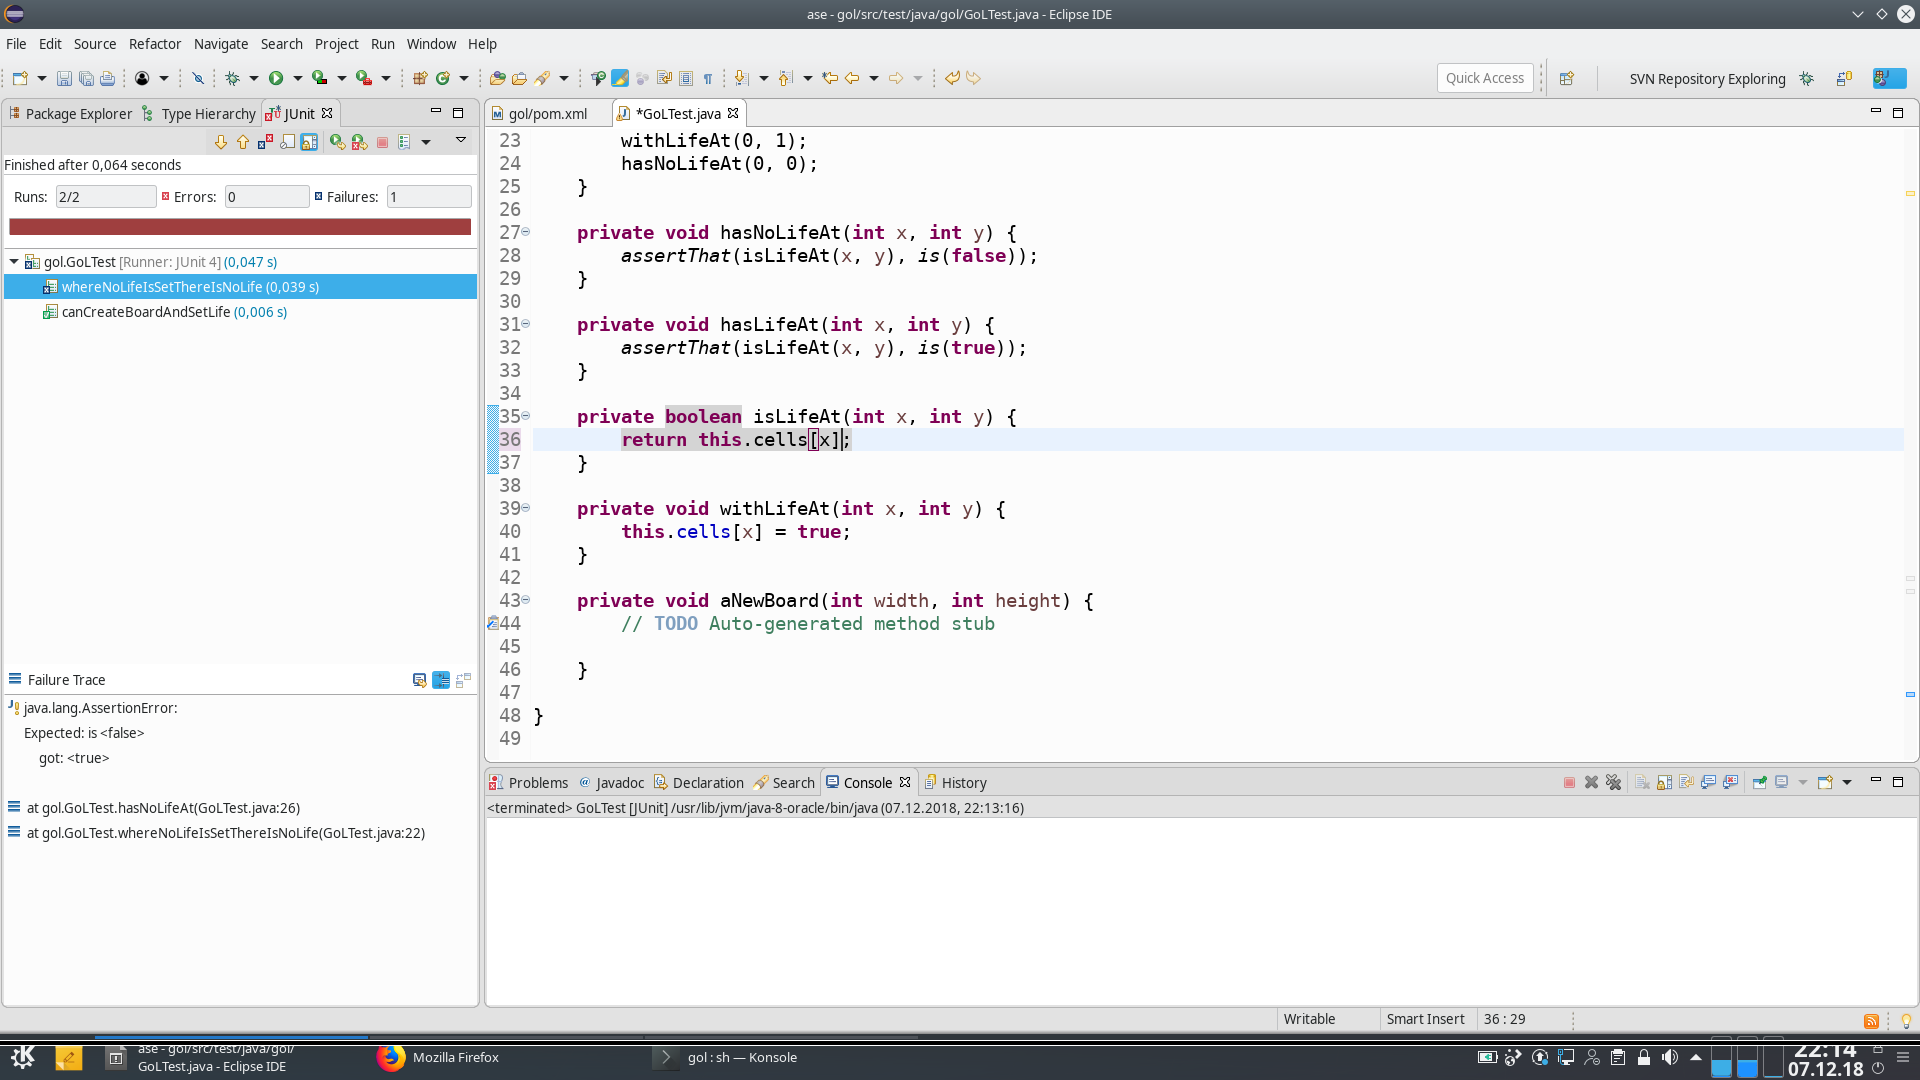 ase - gol/src/test/java/gol/GoLTest.java - Eclipse IDE
File Edit Source Refactor Navigate Search Project Run Window Help
Quick Access
SVN Repository Exploring
Package Explorer Type Hierarchy JUnit
gol/pom.xml *GoLTest.java
Finished after 0,064 seconds
Runs: 2/2 Errors: 0 Failures: 1
gol.GoLTest [Runner: JUnit 4] (0,047 s)
whereNoLifeIsSetThereIsNoLife (0,039 s)
canCreateBoardAndSetLife (0,006 s)
Failure Trace
java.lang.AssertionError:
Expected: is <false>
got: <true>
at gol.GoLTest.hasNoLifeAt(GoLTest.java:26)
at gol.GoLTest.whereNoLifeIsSetThereIsNoLife(GoLTest.java:22)
23 withLifeAt(0, 1);
24 hasNoLifeAt(0, 0);
25 }
26
27 private void hasNoLifeAt(int x, int y) {
28 assertThat(isLifeAt(x, y), is(false));
29 }
30
31 private void hasLifeAt(int x, int y) {
32 assertThat(isLifeAt(x, y), is(true));
33 }
34
35 private boolean isLifeAt(int x, int y) {
36 return this.cells[x];
37 }
38
39 private void withLifeAt(int x, int y) {
40 this.cells[x] = true;
41 }
42
43 private void aNewBoard(int width, int height) {
44 // TODO Auto-generated method stub
45
46 }
47
48 }
49
Problems @ Javadoc Declaration Search Console History
<terminated> GoLTest [JUnit] /usr/lib/jvm/java-8-oracle/bin/java (07.12.2018, 22:13:16)
Writable Smart Insert 36 : 29
ase - gol/src/test/java/gol/
GoLTest.java - Eclipse IDE
Mozilla Firefox
gol : sh — Konsole
22:14
07.12.18